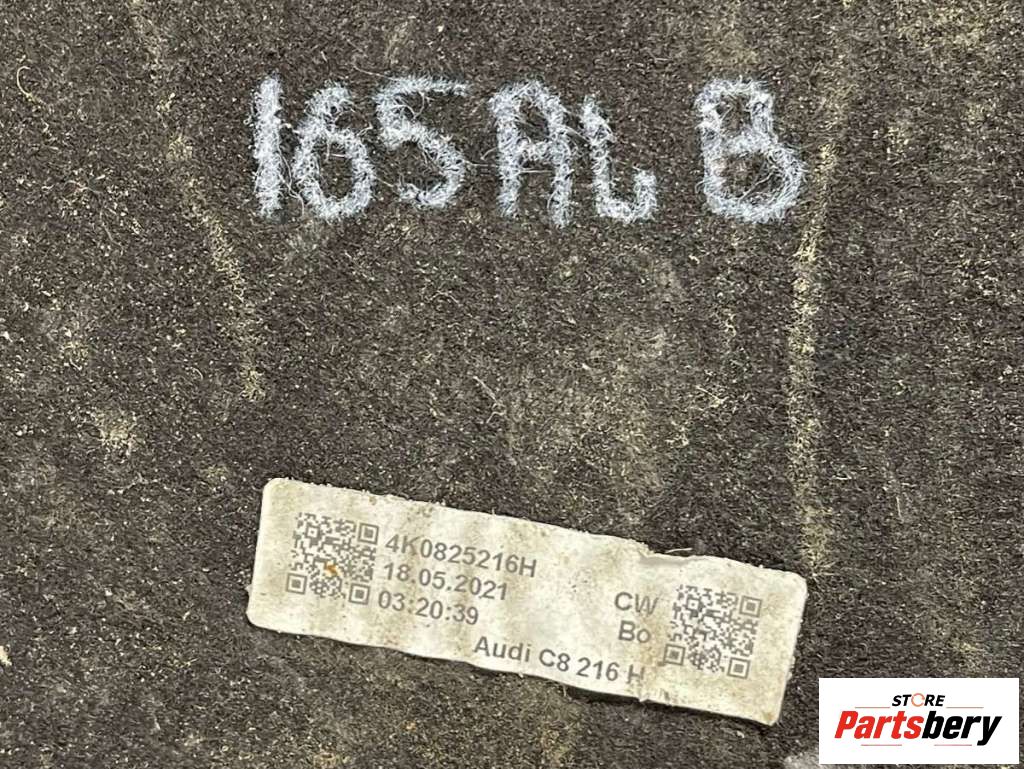 165AL B
4K0825216H
18.05.2021
03:20:39
CW
Bo
Audi C8 216 H
STORE
Partsbery